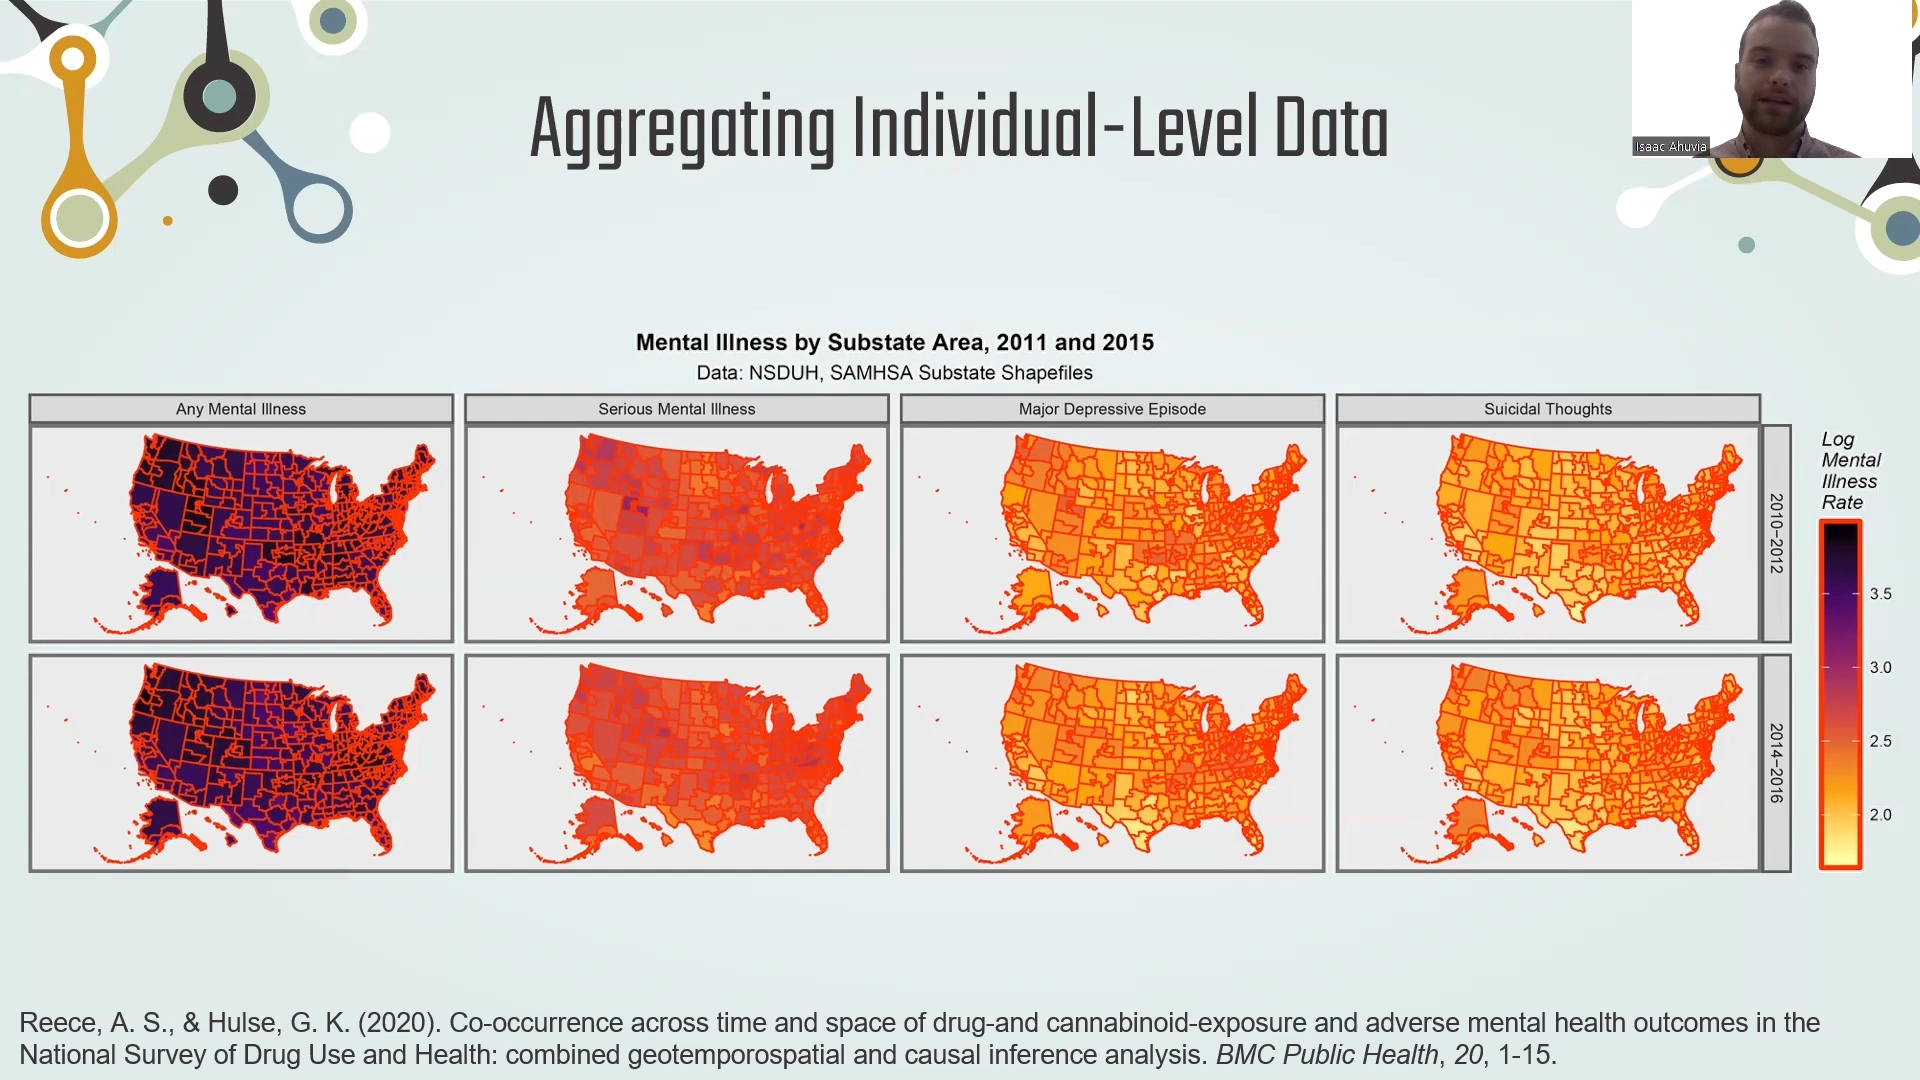 Isaac Ahuvia
Aggregating Individual-Level Data
Mental Illness by Substate Area, 2011 and 2015
Data: NSDUH, SAMHSA Substate Shapefiles
Any Mental Illness
Serious Mental Illness
Major Depressive Episode
Suicidal Thoughts
2010−2012
2014−2016
Log
Mental
Illness
Rate
3.5
3.0
2.5
2.0
Reece, A. S., & Hulse, G. K. (2020). Co-occurrence across time and space of drug-and cannabinoid-exposure and adverse mental health outcomes in the
National Survey of Drug Use and Health: combined geotemporospatial and causal inference analysis. BMC Public Health, 20, 1-15.